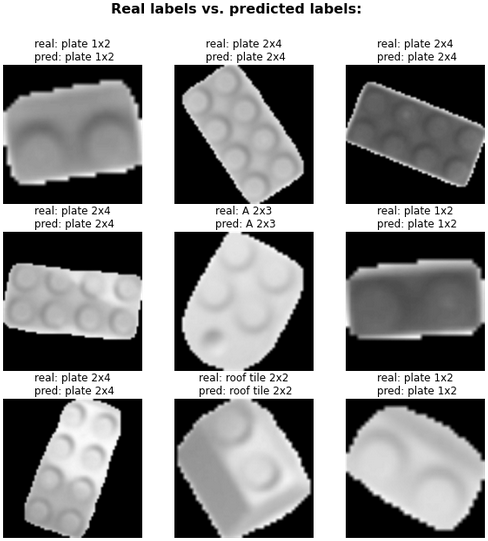 Real labels vs. predicted labels:
real: plate 1x2
pred: plate 1x2
real: plate 2x4
pred: plate 2x4
real: plate 2x4
pred: plate 2x4
real: plate 2x4
pred: plate 2x4
real: A 2x3
pred: A 2x3
real: plate 1x2
pred: plate 1x2
real: plate 2x4
pred: plate 2x4
real: roof tile 2x2
pred: roof tile 2x2
real: plate 1x2
pred: plate 1x2